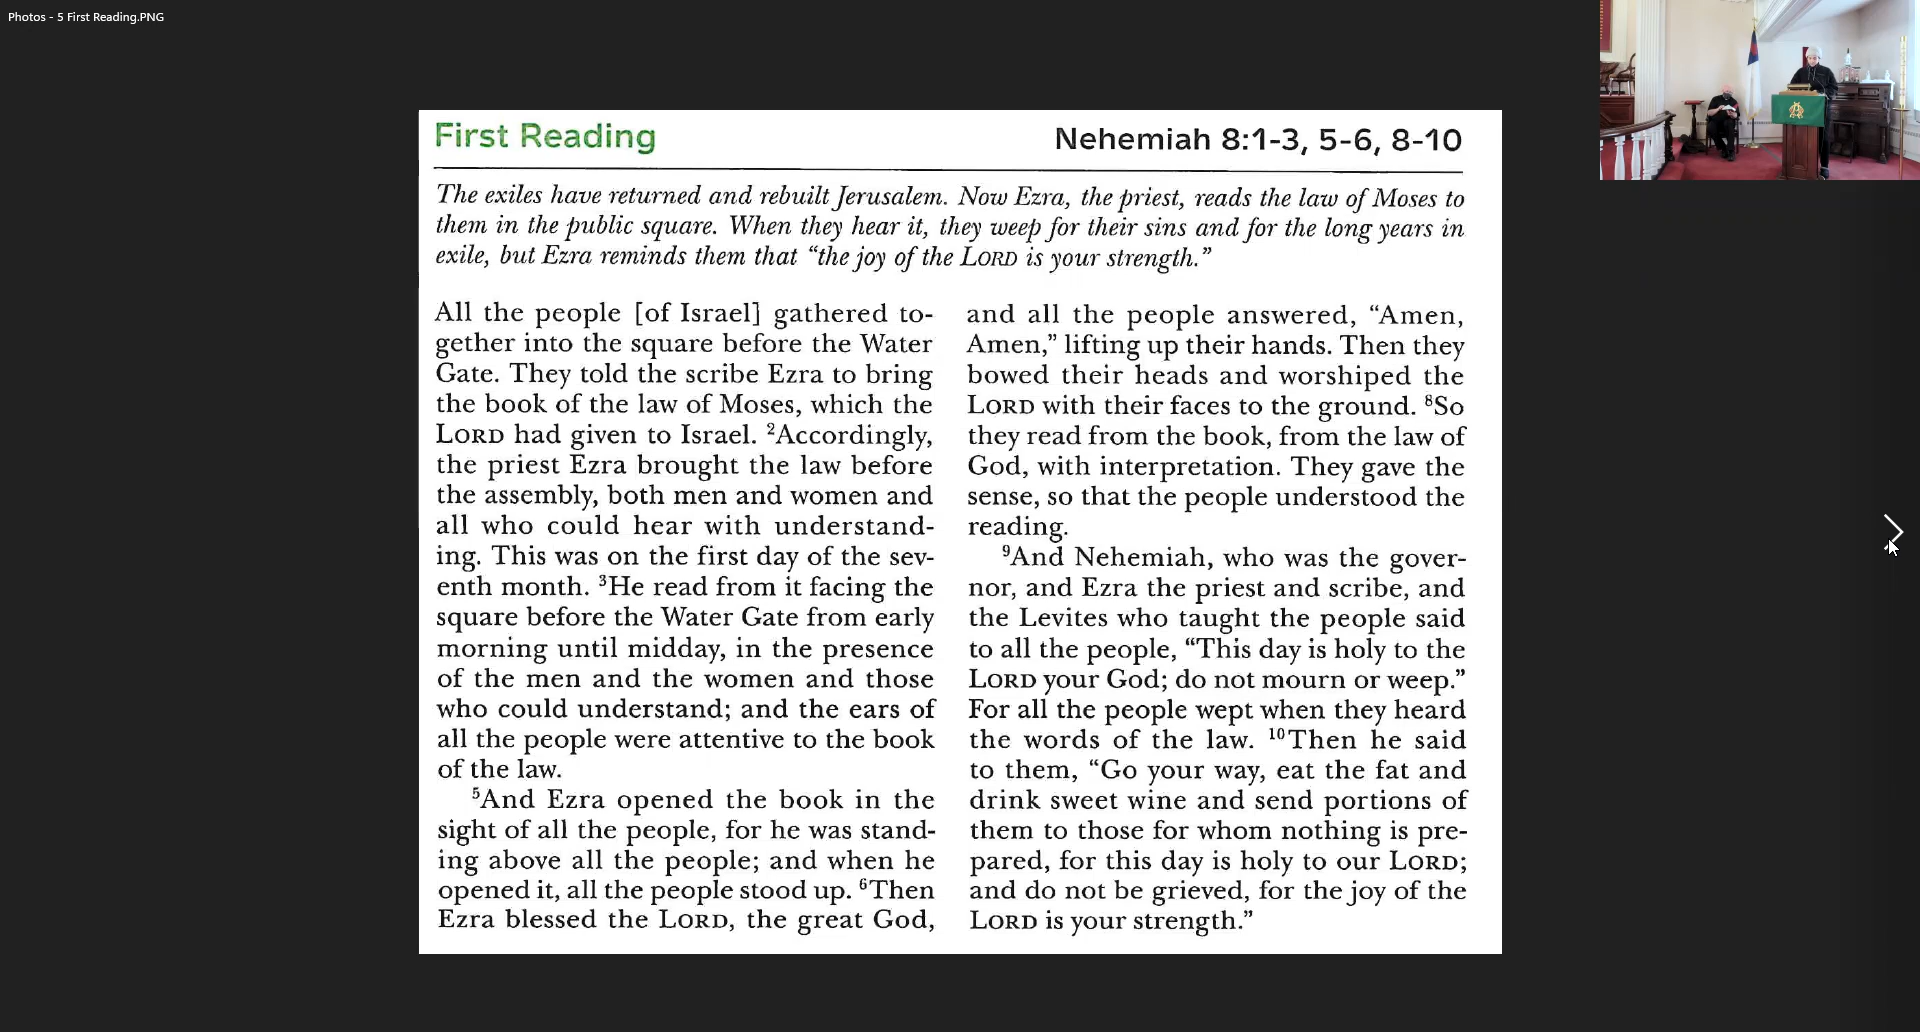 Photos - 5 First Reading.PNG
First Reading
Nehemiah 8:1-3, 5-6, 8-10
The exiles have returned and rebuilt Jerusalem. Now Ezra, the priest, reads the law of Moses to
them in the public square. When they hear it, they weep for their sins and for the long years in
exile, but Ezra reminds them that “the joy of the LORD is your strength.”
All the people [of Israel] gathered to-
gether into the square before the Water
Gate. They told the scribe Ezra to bring
the book of the law of Moses, which the
LORD had given to Israel. ²Accordingly,
the priest Ezra brought the law before
the assembly, both men and women and
all who could hear with understand-
ing. This was on the first day of the sev-
enth month. ³He read from it facing the
square before the Water Gate from early
morning until midday, in the presence
of the men and the women and those
who could understand; and the ears of
all the people were attentive to the book
of the law.
⁵And Ezra opened the book in the
sight of all the people, for he was stand-
ing above all the people; and when he
opened it, all the people stood up. ⁶Then
Ezra blessed the LORD, the great God,
and all the people answered, “Amen,
Amen,” lifting up their hands. Then they
bowed their heads and worshiped the
LORD with their faces to the ground. ⁸So
they read from the book, from the law of
God, with interpretation. They gave the
sense, so that the people understood the
reading.
⁹And Nehemiah, who was the gover-
nor, and Ezra the priest and scribe, and
the Levites who taught the people said
to all the people, “This day is holy to the
LORD your God; do not mourn or weep.”
For all the people wept when they heard
the words of the law. ¹⁰Then he said
to them, “Go your way, eat the fat and
drink sweet wine and send portions of
them to those for whom nothing is pre-
pared, for this day is holy to our LORD;
and do not be grieved, for the joy of the
LORD is your strength.”